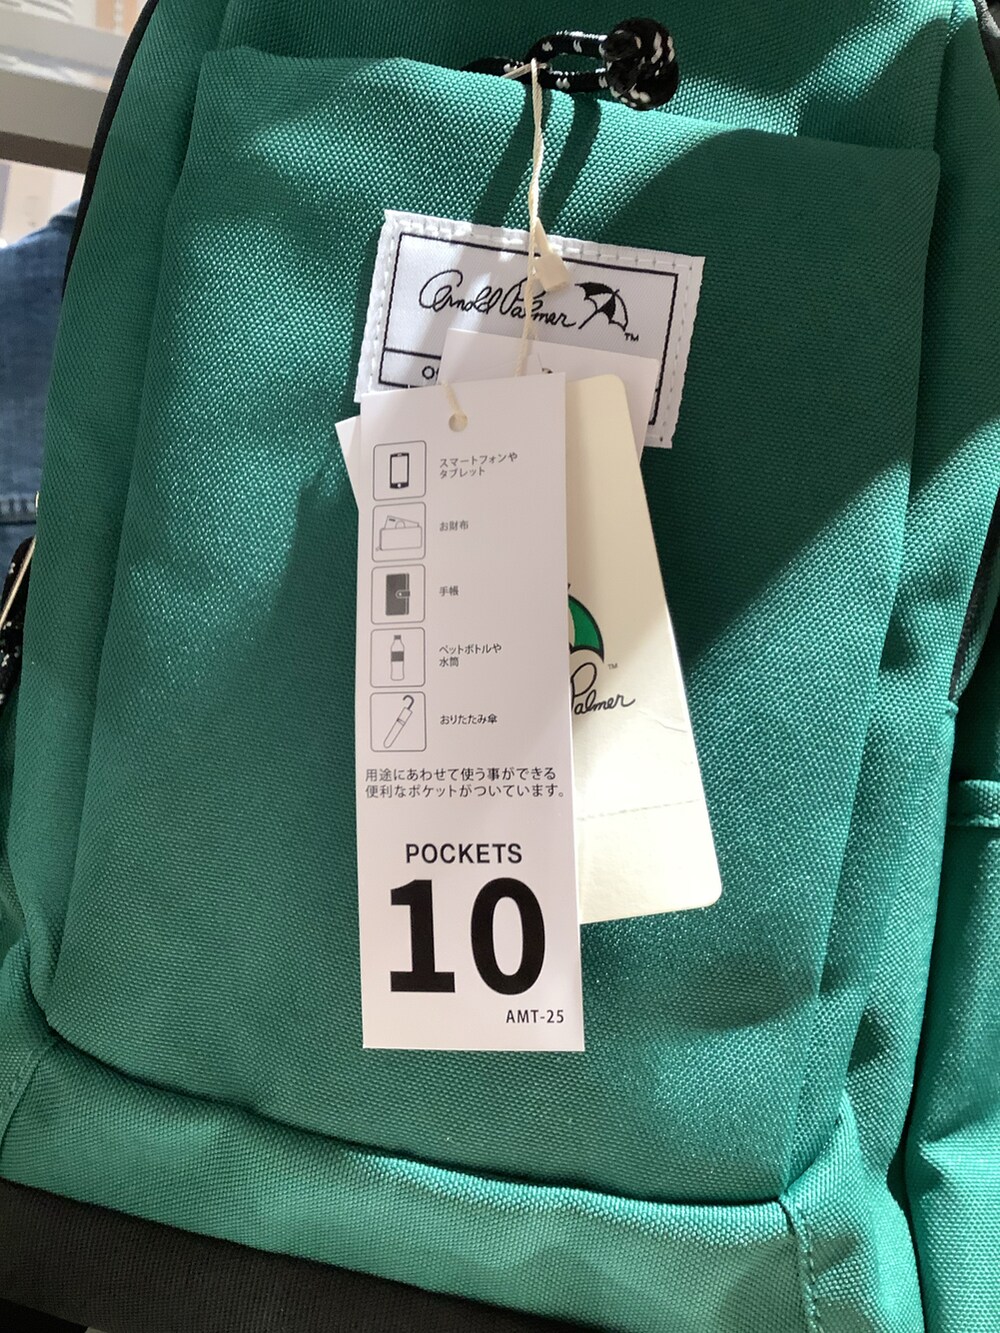 Arnold Palmer
TM
スマートフォンや
タブレット
お財布
手帳
ペットボトルや
水筒
おりたたみ傘
TM
Palmer
用途にあわせて使う事ができる
便利なポケットがついています。
POCKETS
10
AMT-25